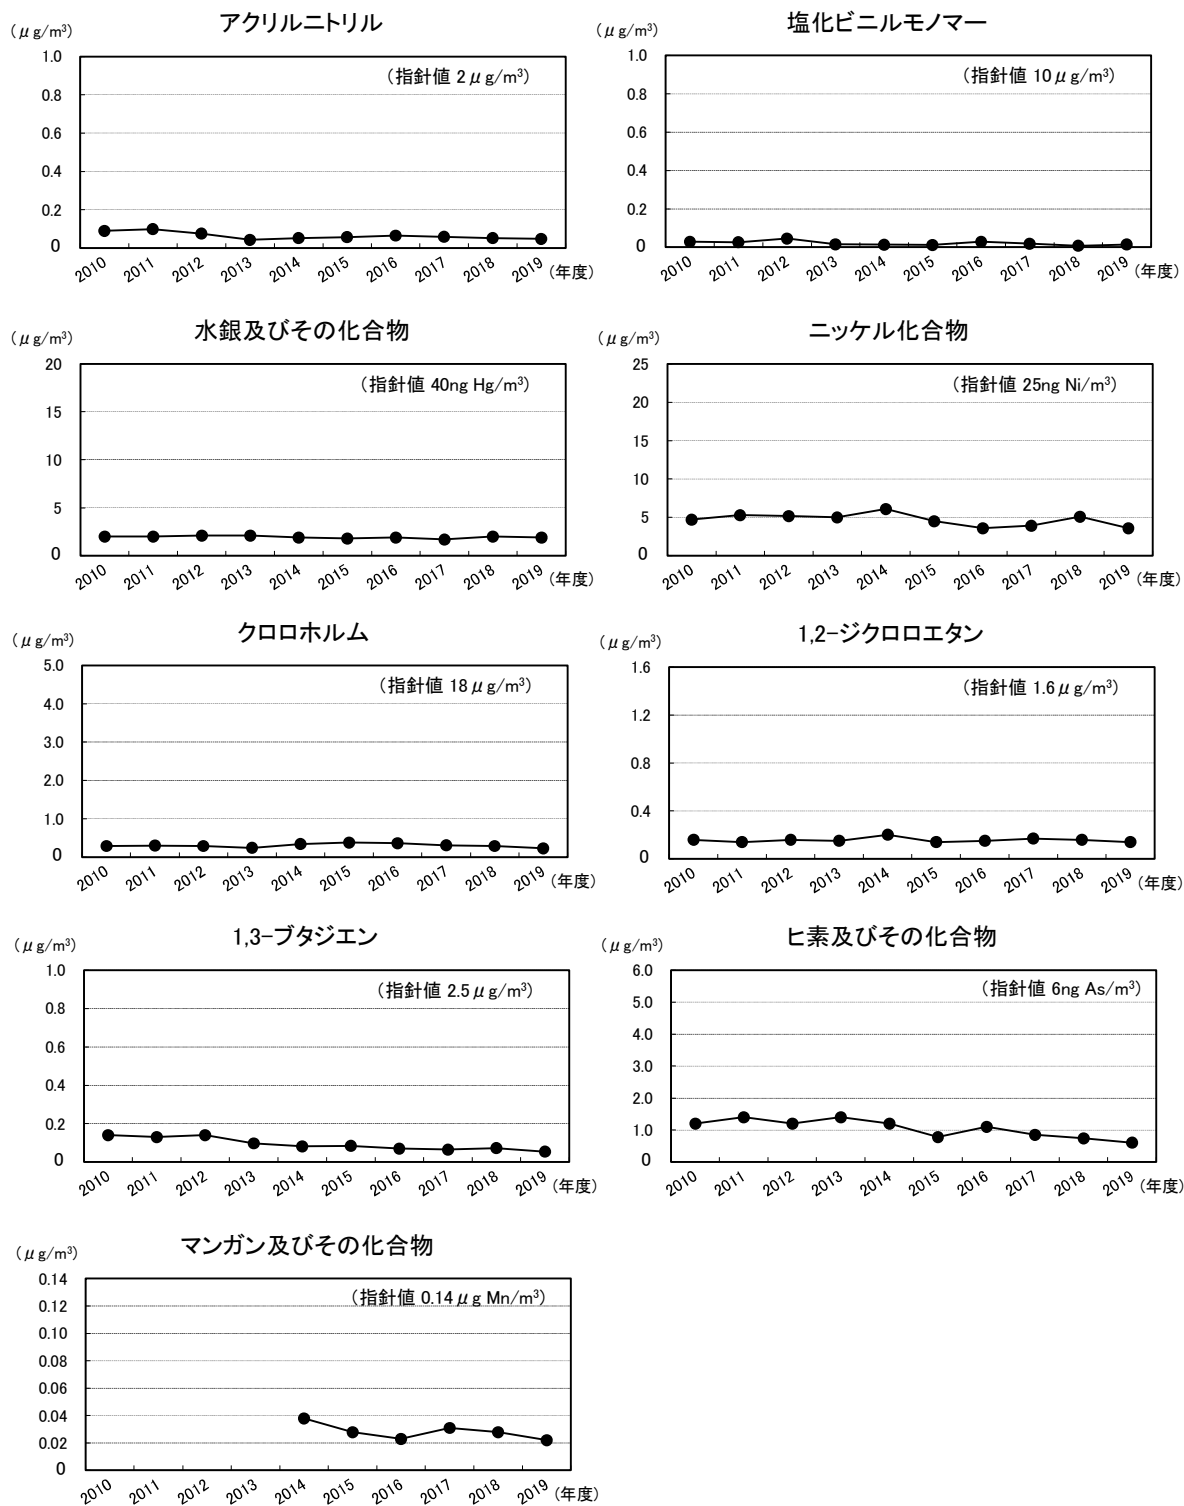 アクリルニトリル
(μg/m³)
(指針値 2μg/m³)
1.0
0.8
0.6
0.4
0.2
0
2010 2011 2012 2013 2014 2015 2016 2017 2018 2019 (年度)
塩化ビニルモノマー
(μg/m³)
(指針値 10μg/m³)
1.0
0.8
0.6
0.4
0.2
0
2010 2011 2012 2013 2014 2015 2016 2017 2018 2019 (年度)
水銀及びその化合物
(μg/m³)
(指針値 40ng Hg/m³)
20
15
10
5
0
2010 2011 2012 2013 2014 2015 2016 2017 2018 2019 (年度)
ニッケル化合物
(μg/m³)
(指針値 25ng Ni/m³)
25
20
15
10
5
0
2010 2011 2012 2013 2014 2015 2016 2017 2018 2019 (年度)
クロロホルム
(μg/m³)
(指針値 18μg/m³)
5.0
4.0
3.0
2.0
1.0
0
2010 2011 2012 2013 2014 2015 2016 2017 2018 2019 (年度)
1,2-ジクロロエタン
(μg/m³)
(指針値 1.6μg/m³)
1.6
1.2
0.8
0.4
0
2010 2011 2012 2013 2014 2015 2016 2017 2018 2019 (年度)
1,3-ブタジエン
(μg/m³)
(指針値 2.5μg/m³)
1.0
0.8
0.6
0.4
0.2
0
2010 2011 2012 2013 2014 2015 2016 2017 2018 2019 (年度)
ヒ素及びその化合物
(μg/m³)
(指針値 6ng As/m³)
6.0
5.0
4.0
3.0
2.0
1.0
0
2010 2011 2012 2013 2014 2015 2016 2017 2018 2019 (年度)
マンガン及びその化合物
(μg/m³)
(指針値 0.14μg Mn/m³)
0.14
0.12
0.10
0.08
0.06
0.04
0.02
0
2010 2011 2012 2013 2014 2015 2016 2017 2018 2019 (年度)